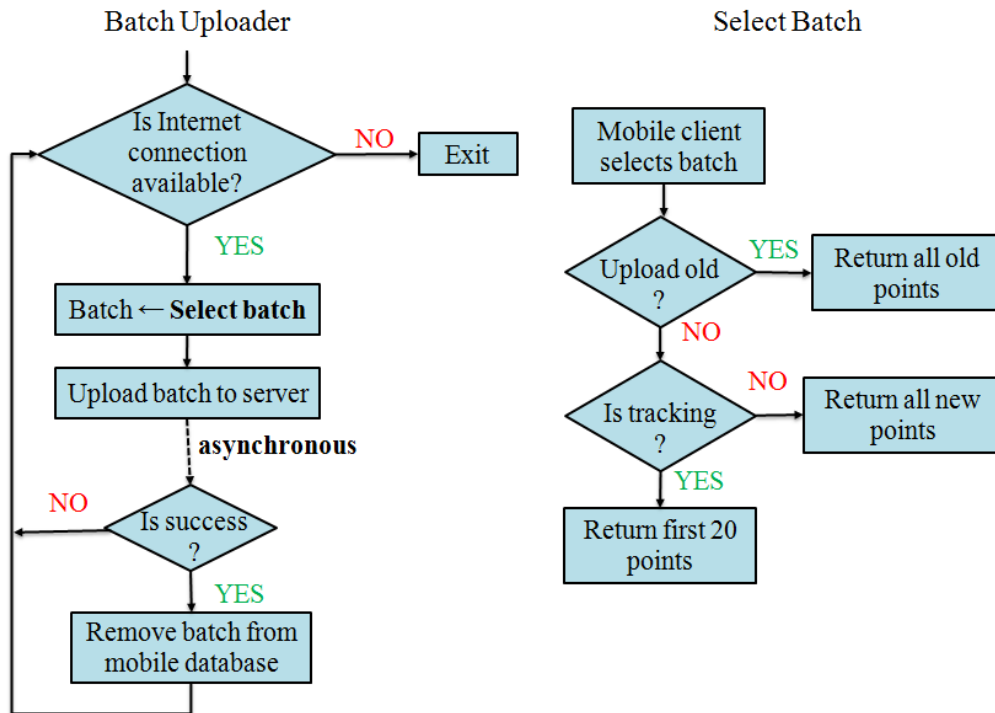 Batch Uploader
Is Internet
connection
available?
NO
Exit
YES
Batch ← Select batch
Upload batch to server
asynchronous
NO
Is success
?
YES
Remove batch from
mobile database
Select Batch
Mobile client
selects batch
Upload old
?
YES
Return all old
points
NO
Is tracking
?
NO
Return all new
points
YES
Return first 20
points